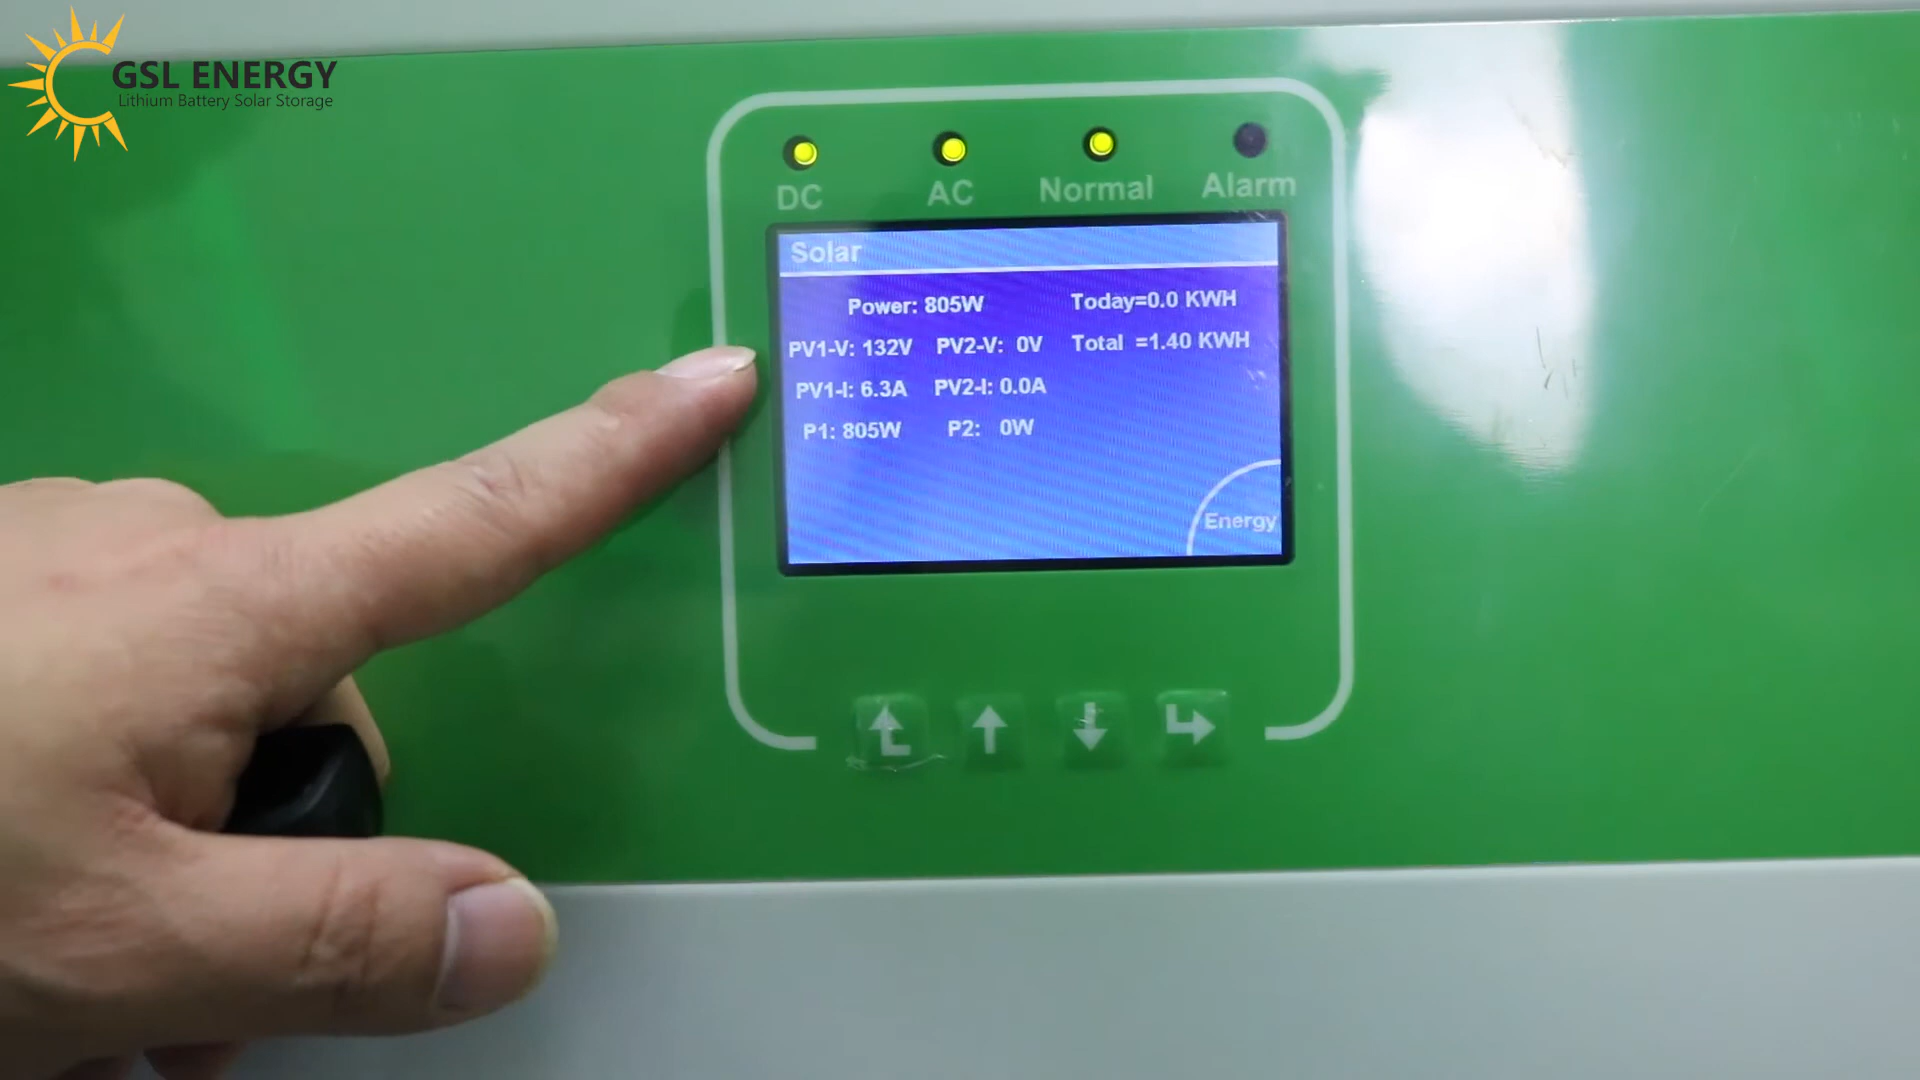 GSL ENERGY
Lithium Battery Solar Storage
DC AC Normal Alarm
Solar
Power: 805W Today=0.0 KWH
PV1-V: 132V PV2-V: 0V Total =1.40 KWH
PV1-I: 6.3A PV2-I: 0.0A
P1: 805W P2: 0W
Energy